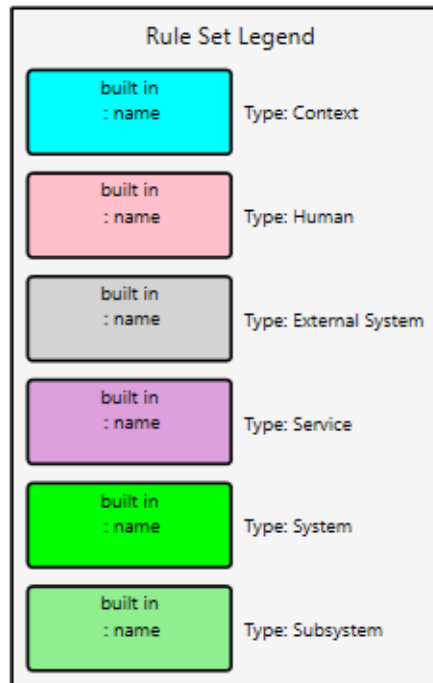 Rule Set Legend
built in
: name
Type: Context
built in
: name
Type: Human
built in
: name
Type: External System
built in
: name
Type: Service
built in
: name
Type: System
built in
: name
Type: Subsystem